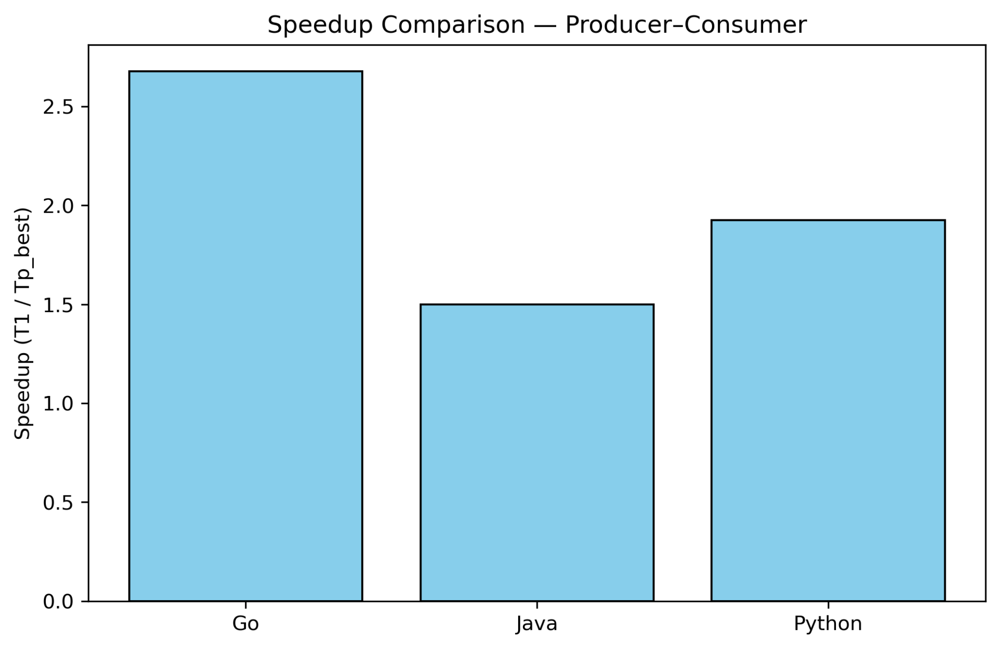 Speedup Comparison — Producer–Consumer
Speedup (T1 / Tp_best)
2.5
2.0
1.5
1.0
0.5
0.0
Go
Java
Python